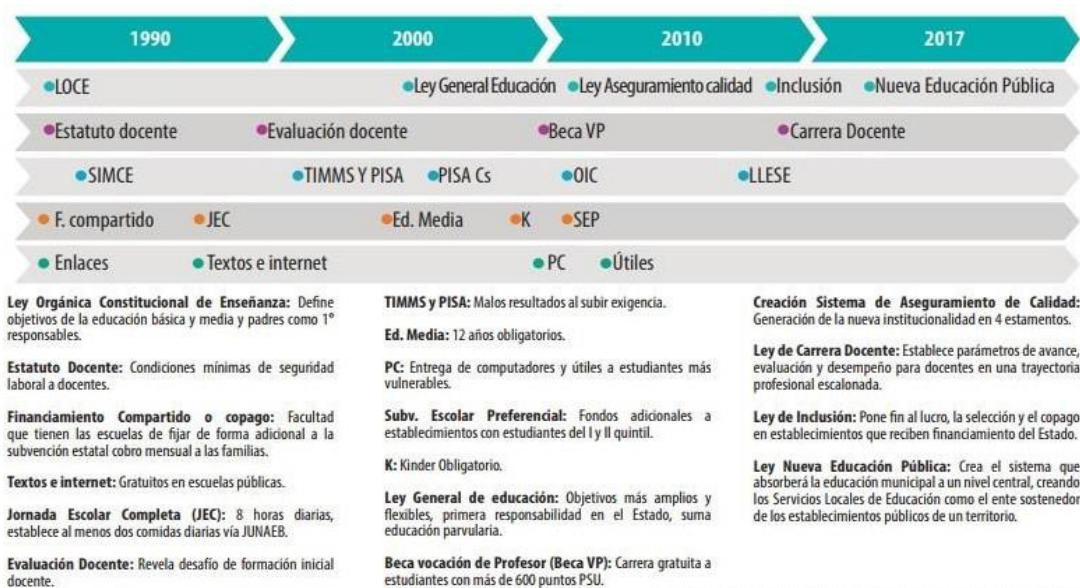 1990 2000 2010 2017
LOCE Ley General Educación Ley Aseguramiento calidad Inclusión Nueva Educación Pública
Estatuto docente Evaluación docente Beca VP Carrera Docente
SIMCE TIMMS Y PISA PISA Cs OIC LLESE
F. compartido JEC Ed. Media K SEP
Enlaces Textos e internet PC Útiles
Ley Orgánica Constitucional de Enseñanza: Define
objetivos de la educación básica y media y padres como 1°
responsables.
Estatuto Docente: Condiciones mínimas de seguridad
laboral a docentes.
Financiamiento Compartido o copago: Facultad
que tienen las escuelas de fijar de forma adicional a la
subvención estatal cobro mensual a las familias.
Textos e internet: Gratuitos en escuelas públicas.
Jornada Escolar Completa (JEC): 8 horas diarias,
establece al menos dos comidas diarias vía JUNAEB.
Evaluación Docente: Revela desafío de formación inicial
docente.
TIMMS y PISA: Malos resultados al subir exigencia.
Ed. Media: 12 años obligatorios.
PC: Entrega de computadores y útiles a estudiantes más
vulnerables.
Subv. Escolar Preferencial: Fondos adicionales a
establecimientos con estudiantes del I y II quintil.
K: Kinder Obligatorio.
Ley General de educación: Objetivos más amplios y
flexibles, primera responsabilidad en el Estado, suma
educación parvularia.
Beca vocación de Profesor (Beca VP): Carrera gratuita a
estudiantes con más de 600 puntos PSU.
Creación Sistema de Aseguramiento de Calidad:
Generación de la nueva institucionalidad en 4 estamentos.
Ley de Carrera Docente: Establece parámetros de avance,
evaluación y desempeño para docentes en una trayectoria
profesional escalonada.
Ley de Inclusión: Pone fin al lucro, la selección y el copago
en establecimientos que reciben financiamiento del Estado.
Ley Nueva Educación Pública: Crea el sistema que
absorberá la educación municipal a un nivel central, creando
los Servicios Locales de Educación como el ente sostenedor
de los establecimientos públicos de un territorio.